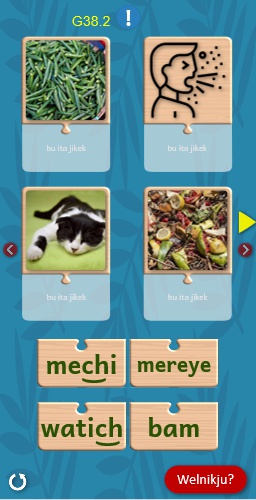 G38.2 !
bu ita jikek
bu ita jikek
bu ita jikek
bu ita jikek
mechi
mereye
watich
bam
Welnikju?